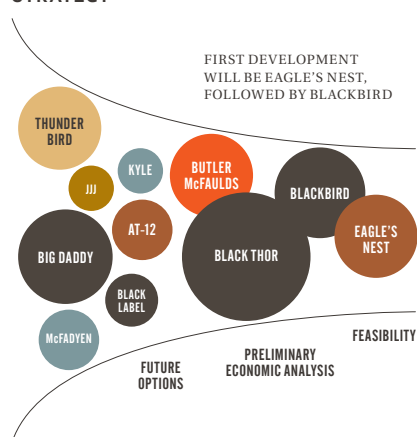 STRATEGY
FIRST DEVELOPMENT
WILL BE EAGLE'S NEST,
FOLLOWED BY BLACKBIRD
THUNDER
BIRD
JJJ
KYLE
BUTLER
McFAULDS
BLACKBIRD
AT-12
EAGLE'S
NEST
BIG DADDY
BLACK THOR
BLACK
LABEL
McFADYEN
FEASIBILITY
PRELIMINARY
ECONOMIC ANALYSIS
FUTURE
OPTIONS